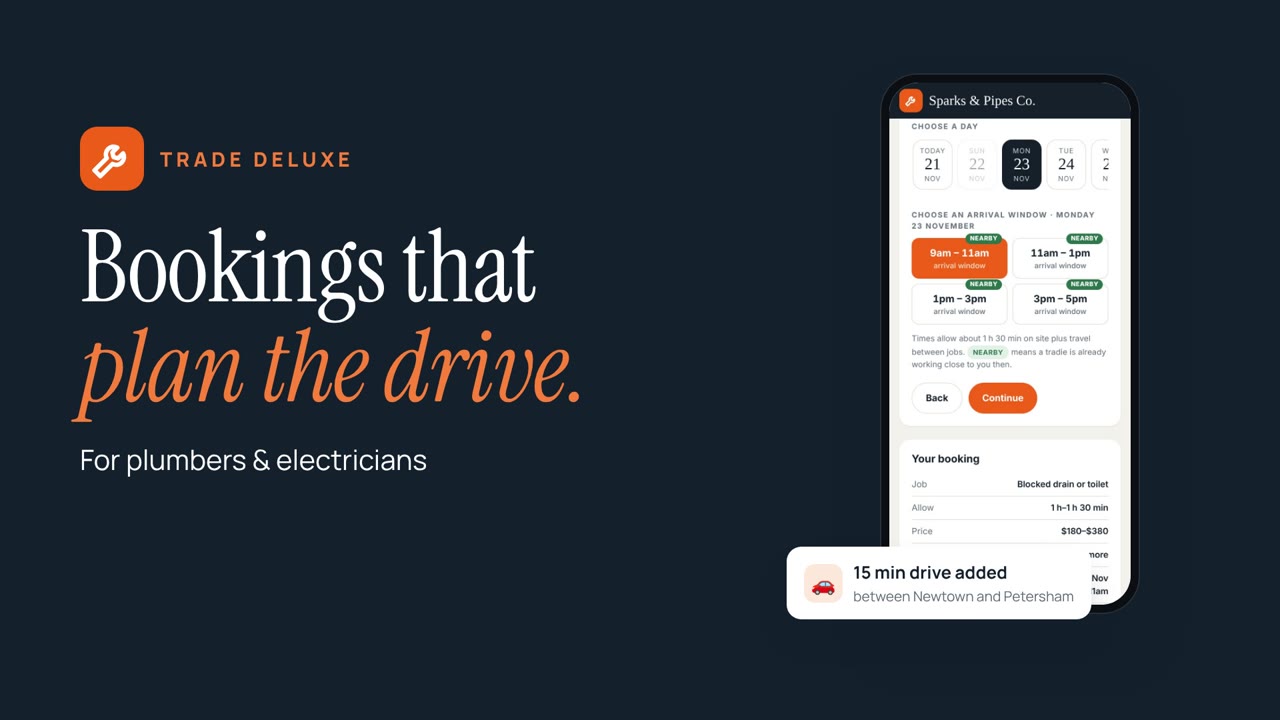 TRADE DELUXE
Bookings that
plan the drive.
For plumbers & electricians
Sparks & Pipes Co.
CHOOSE A DAY
TODAY SUN MON TUE
21 22 23 24
NOV NOV NOV NOV
CHOOSE AN ARRIVAL WINDOW · MONDAY
23 NOVEMBER
NEARBY NEARBY
9am – 11am 11am – 1pm
arrival window arrival window
NEARBY NEARBY
1pm – 3pm 3pm – 5pm
arrival window arrival window
Times allow about 1 h 30 min on site plus travel
between jobs. NEARBY means a tradie is already
working close to you then.
Back Continue
Your booking
Job Blocked drain or toilet
Allow 1 h–1 h 30 min
Price $180–$380
more
Nov
15 min drive added
between Newtown and Petersham